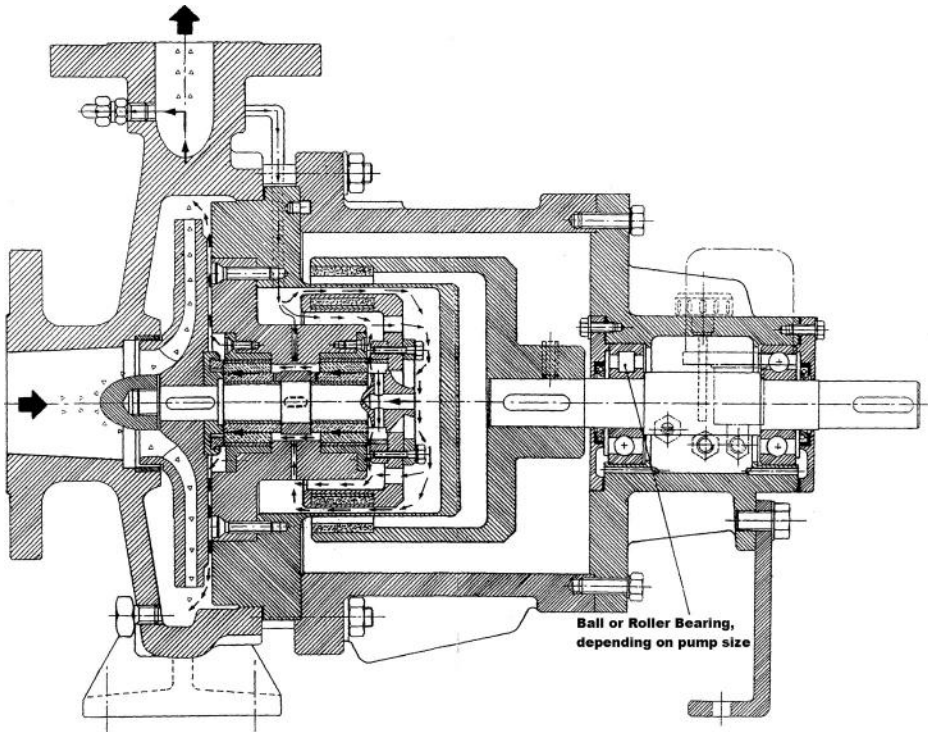 Ball or Roller Bearing,
depending on pump size